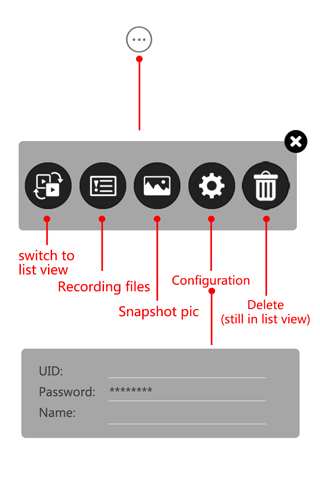 switch to
list view
Recording files
Snapshot pic
Configuration
Delete
(still in list view)
UID:
Password: ********
Name: